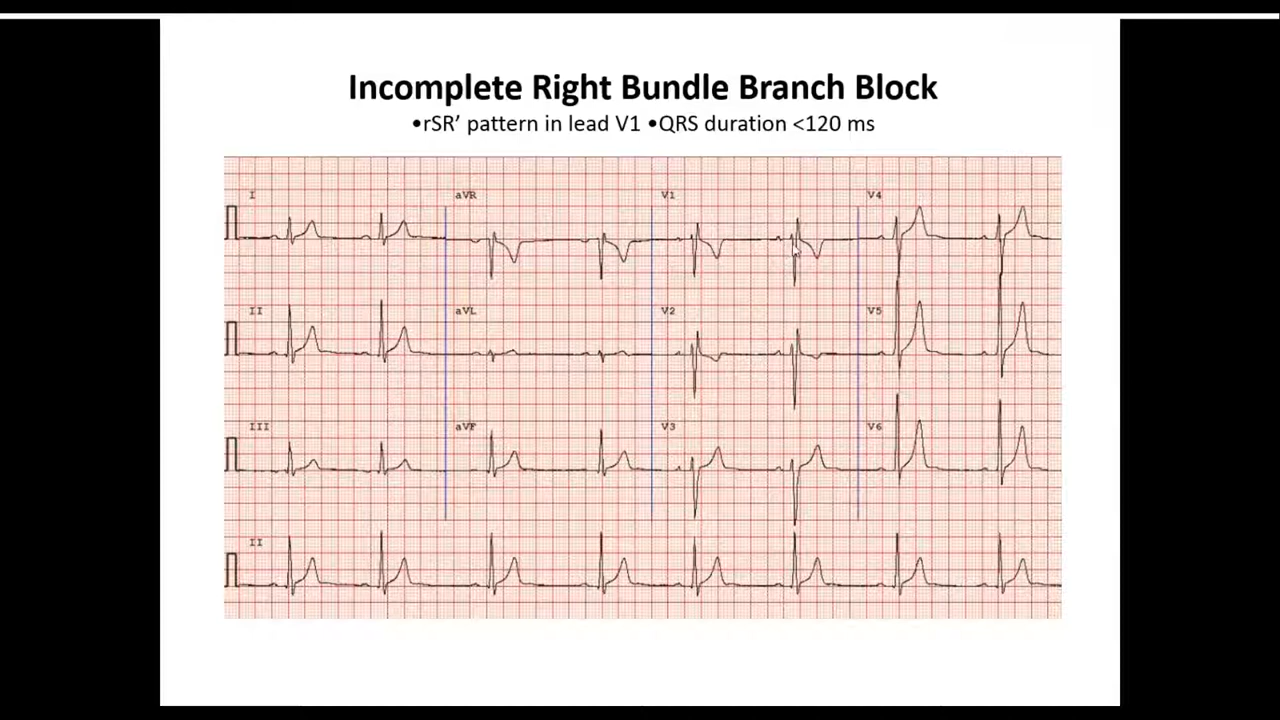 Incomplete Right Bundle Branch Block
•rSR’ pattern in lead V1 •QRS duration <120 ms
I aVR V1 V4
II aVL V2 V5
III aVF V3 V6
II